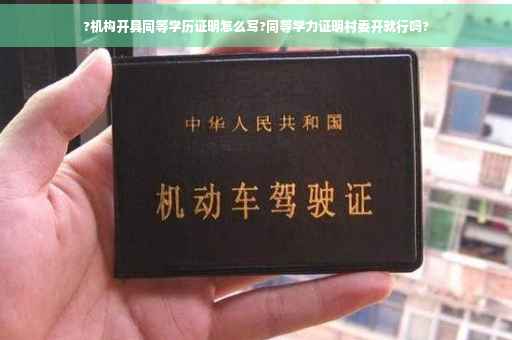 ?机构开具同等学历证明怎么写?同等学力证明村委开就行吗?
中华人民共和国
机动车驾驶证